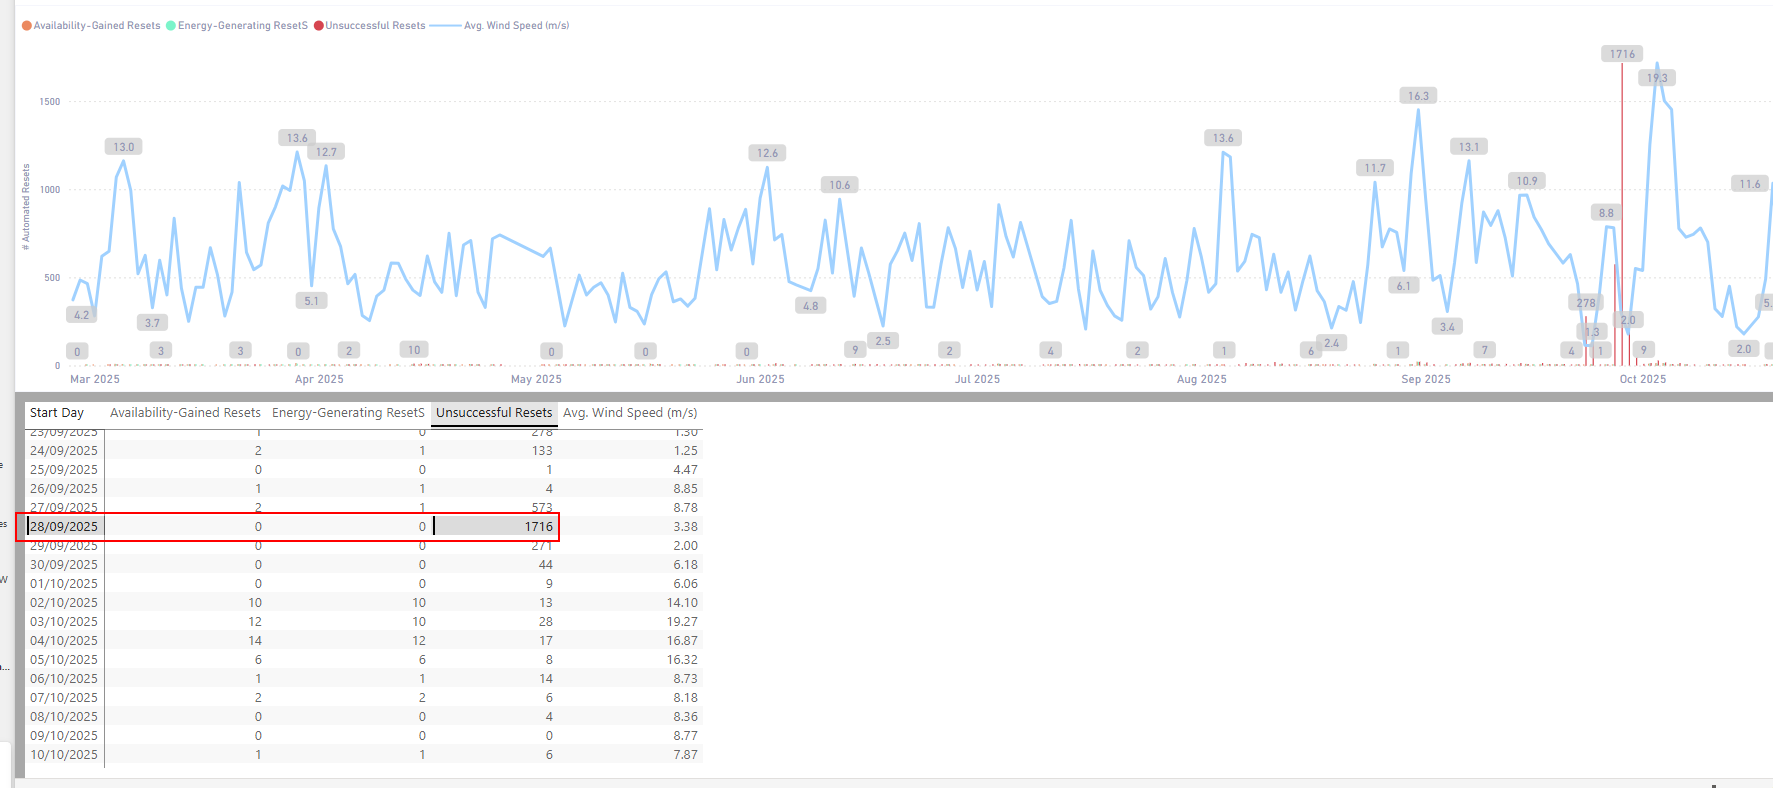 Availability-Gained Resets Energy-Generating ResetS Unsuccessful Resets Avg. Wind Speed (m/s)
# Automated Resets
1500
1000
500
0
1716
19.3
16.3
13.0
13.6
12.7
12.6
13.6
13.1
11.7
10.9
11.6
10.6
8.8
4.2
3.7
5.1
4.8
2.5
2.4
6.1
3.4
278
1.3
2.0
2.0
5.
0 3 3 0 2 10 0 0 0 9 2 4 2 1 6 1 7 4 1 9
Mar 2025 Apr 2025 May 2025 Jun 2025 Jul 2025 Aug 2025 Sep 2025 Oct 2025
Start Day Availability-Gained Resets Energy-Generating ResetS Unsuccessful Resets Avg. Wind Speed (m/s)
23/09/2025 1 0 278 1.30
24/09/2025 2 1 133 1.25
25/09/2025 0 0 1 4.47
26/09/2025 1 1 4 8.85
27/09/2025 2 1 573 8.78
28/09/2025 0 0 1716 3.38
29/09/2025 0 0 271 2.00
30/09/2025 0 0 44 6.18
01/10/2025 0 0 9 6.06
02/10/2025 10 10 13 14.10
03/10/2025 12 10 28 19.27
04/10/2025 14 12 17 16.87
05/10/2025 6 6 8 16.32
06/10/2025 1 1 14 8.73
07/10/2025 2 2 6 8.18
08/10/2025 0 0 4 8.36
09/10/2025 0 0 0 8.77
10/10/2025 1 1 6 7.87